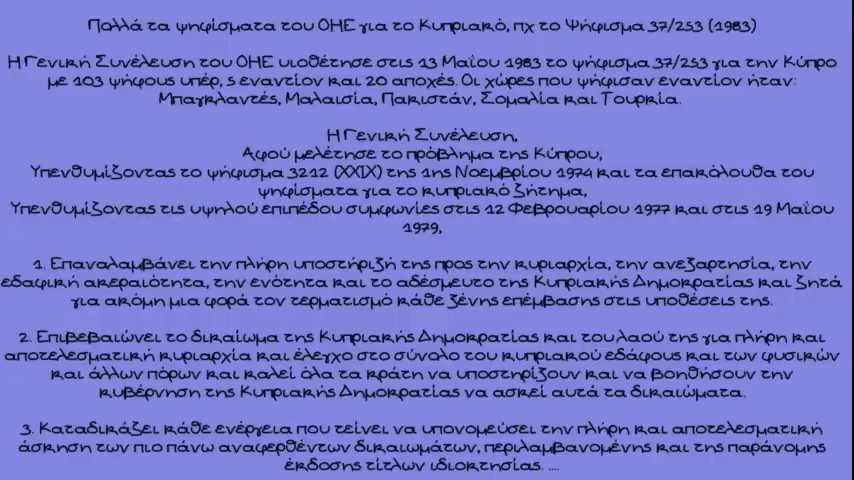 Πολλά τα ψηφίσματα του ΟΗΕ για το Κυπριακό, πχ το Ψήφισμα 37/253 (1983)
Η Γενική Συνέλευση του ΟΗΕ υιοθέτησε στις 13 Μαΐου 1983 το ψήφισμα 37/253 για την Κύπρο
με 103 ψήφους υπέρ, 5 εναντίον και 20 αποχές. Οι χώρες που ψήφισαν εναντίον ήταν:
Μπαγκλαντές, Μαλαισία, Πακιστάν, Σομαλία και Τουρκία.
Η Γενική Συνέλευση,
Αφού μελέτησε το πρόβλημα της Κύπρου,
Υπενθυμίζοντας το ψήφισμα 3212 (XXIX) της 1ης Νοεμβρίου 1974 και τα επακόλουθα του
ψηφίσματα για το κυπριακό ζήτημα,
Υπενθυμίζοντας τις υψηλού επιπέδου συμφωνίες στις 12 Φεβρουαρίου 1977 και στις 19 Μαΐου
1979,
1. Επαναλαμβάνει την πλήρη υποστήριξή της προς την κυριαρχία, την ανεξαρτησία, την
εδαφική ακεραιότητα, την ενότητα και το αδέσμευτο της Κυπριακής Δημοκρατίας και ζητά
για ακόμη μια φορά τον τερματισμό κάθε ξένης επέμβασης στις υποθέσεις της.
2. Επιβεβαιώνει το δικαίωμα της Κυπριακής Δημοκρατίας και του λαού της για πλήρη και
αποτελεσματική κυριαρχία και έλεγχο στο σύνολο του κυπριακού εδάφους και των φυσικών
και άλλων πόρων και καλεί όλα τα κράτη να υποστηρίξουν και να βοηθήσουν την
κυβέρνηση της Κυπριακής Δημοκρατίας να ασκεί αυτά τα δικαιώματα.
3. Καταδικάζει κάθε ενέργεια που τείνει να υπονομεύσει την πλήρη και αποτελεσματική
άσκηση των πιο πάνω αναφερθέντων δικαιωμάτων, περιλαμβανομένης και της παράνομης
έκδοσης τίτλων ιδιοκτησίας. ....